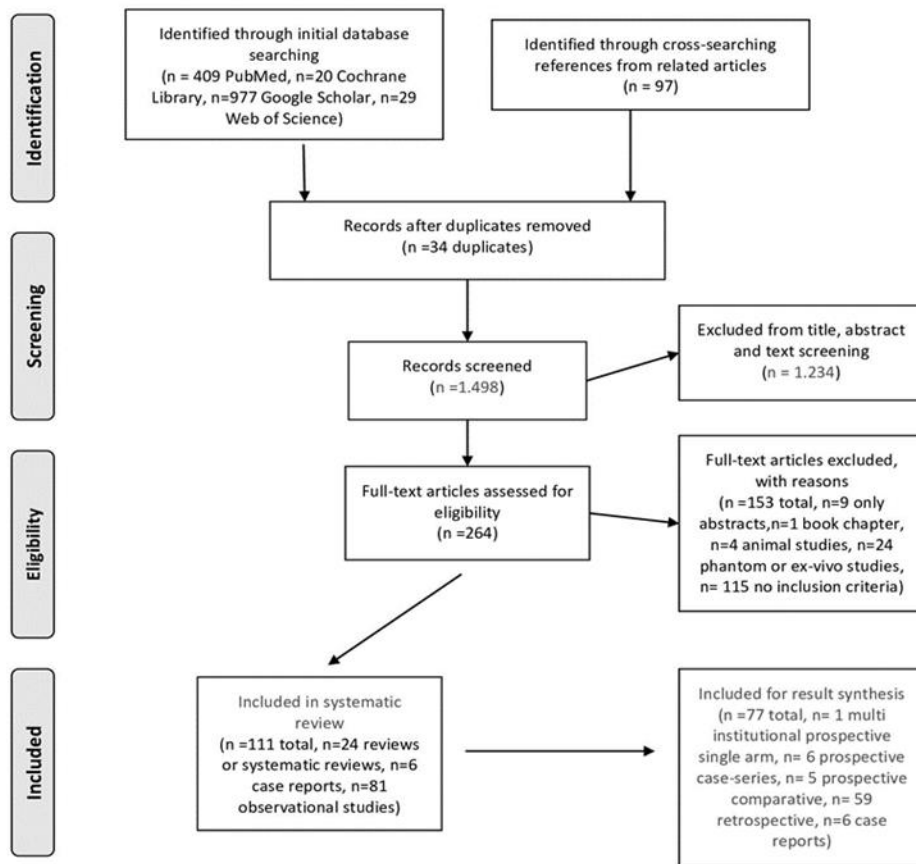 Identification
Identified through initial database
searching
(n = 409 PubMed, n=20 Cochrane
Library, n=977 Google Scholar, n=29
Web of Science)
Identified through cross-searching
references from related articles
(n = 97)
Records after duplicates removed
(n =34 duplicates)
Screening
Records screened
(n =1.498)
Excluded from title, abstract
and text screening
(n = 1.234)
Eligibility
Full-text articles assessed for
eligibility
(n =264)
Full-text articles excluded,
with reasons
(n =153 total, n=9 only
abstracts,n=1 book chapter,
n=4 animal studies, n=24
phantom or ex-vivo studies,
n= 115 no inclusion criteria)
Included
Included in systematic
review
(n =111 total, n=24 reviews
or systematic reviews, n=6
case reports, n=81
observational studies)
Included for result synthesis
(n =77 total, n= 1 multi
institutional prospective
single arm, n= 6 prospective
case-series, n= 5 prospective
comparative, n= 59
retrospective, n=6 case
reports)